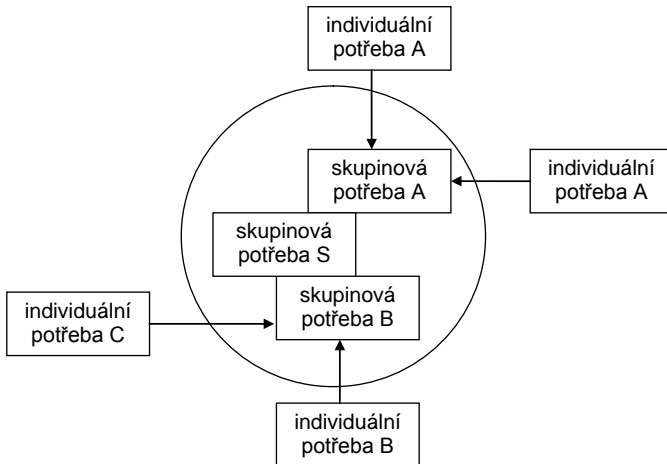 individuální
potřeba A
skupinová
potřeba A
individuální
potřeba A
skupinová
potřeba S
skupinová
potřeba B
individuální
potřeba C
individuální
potřeba B